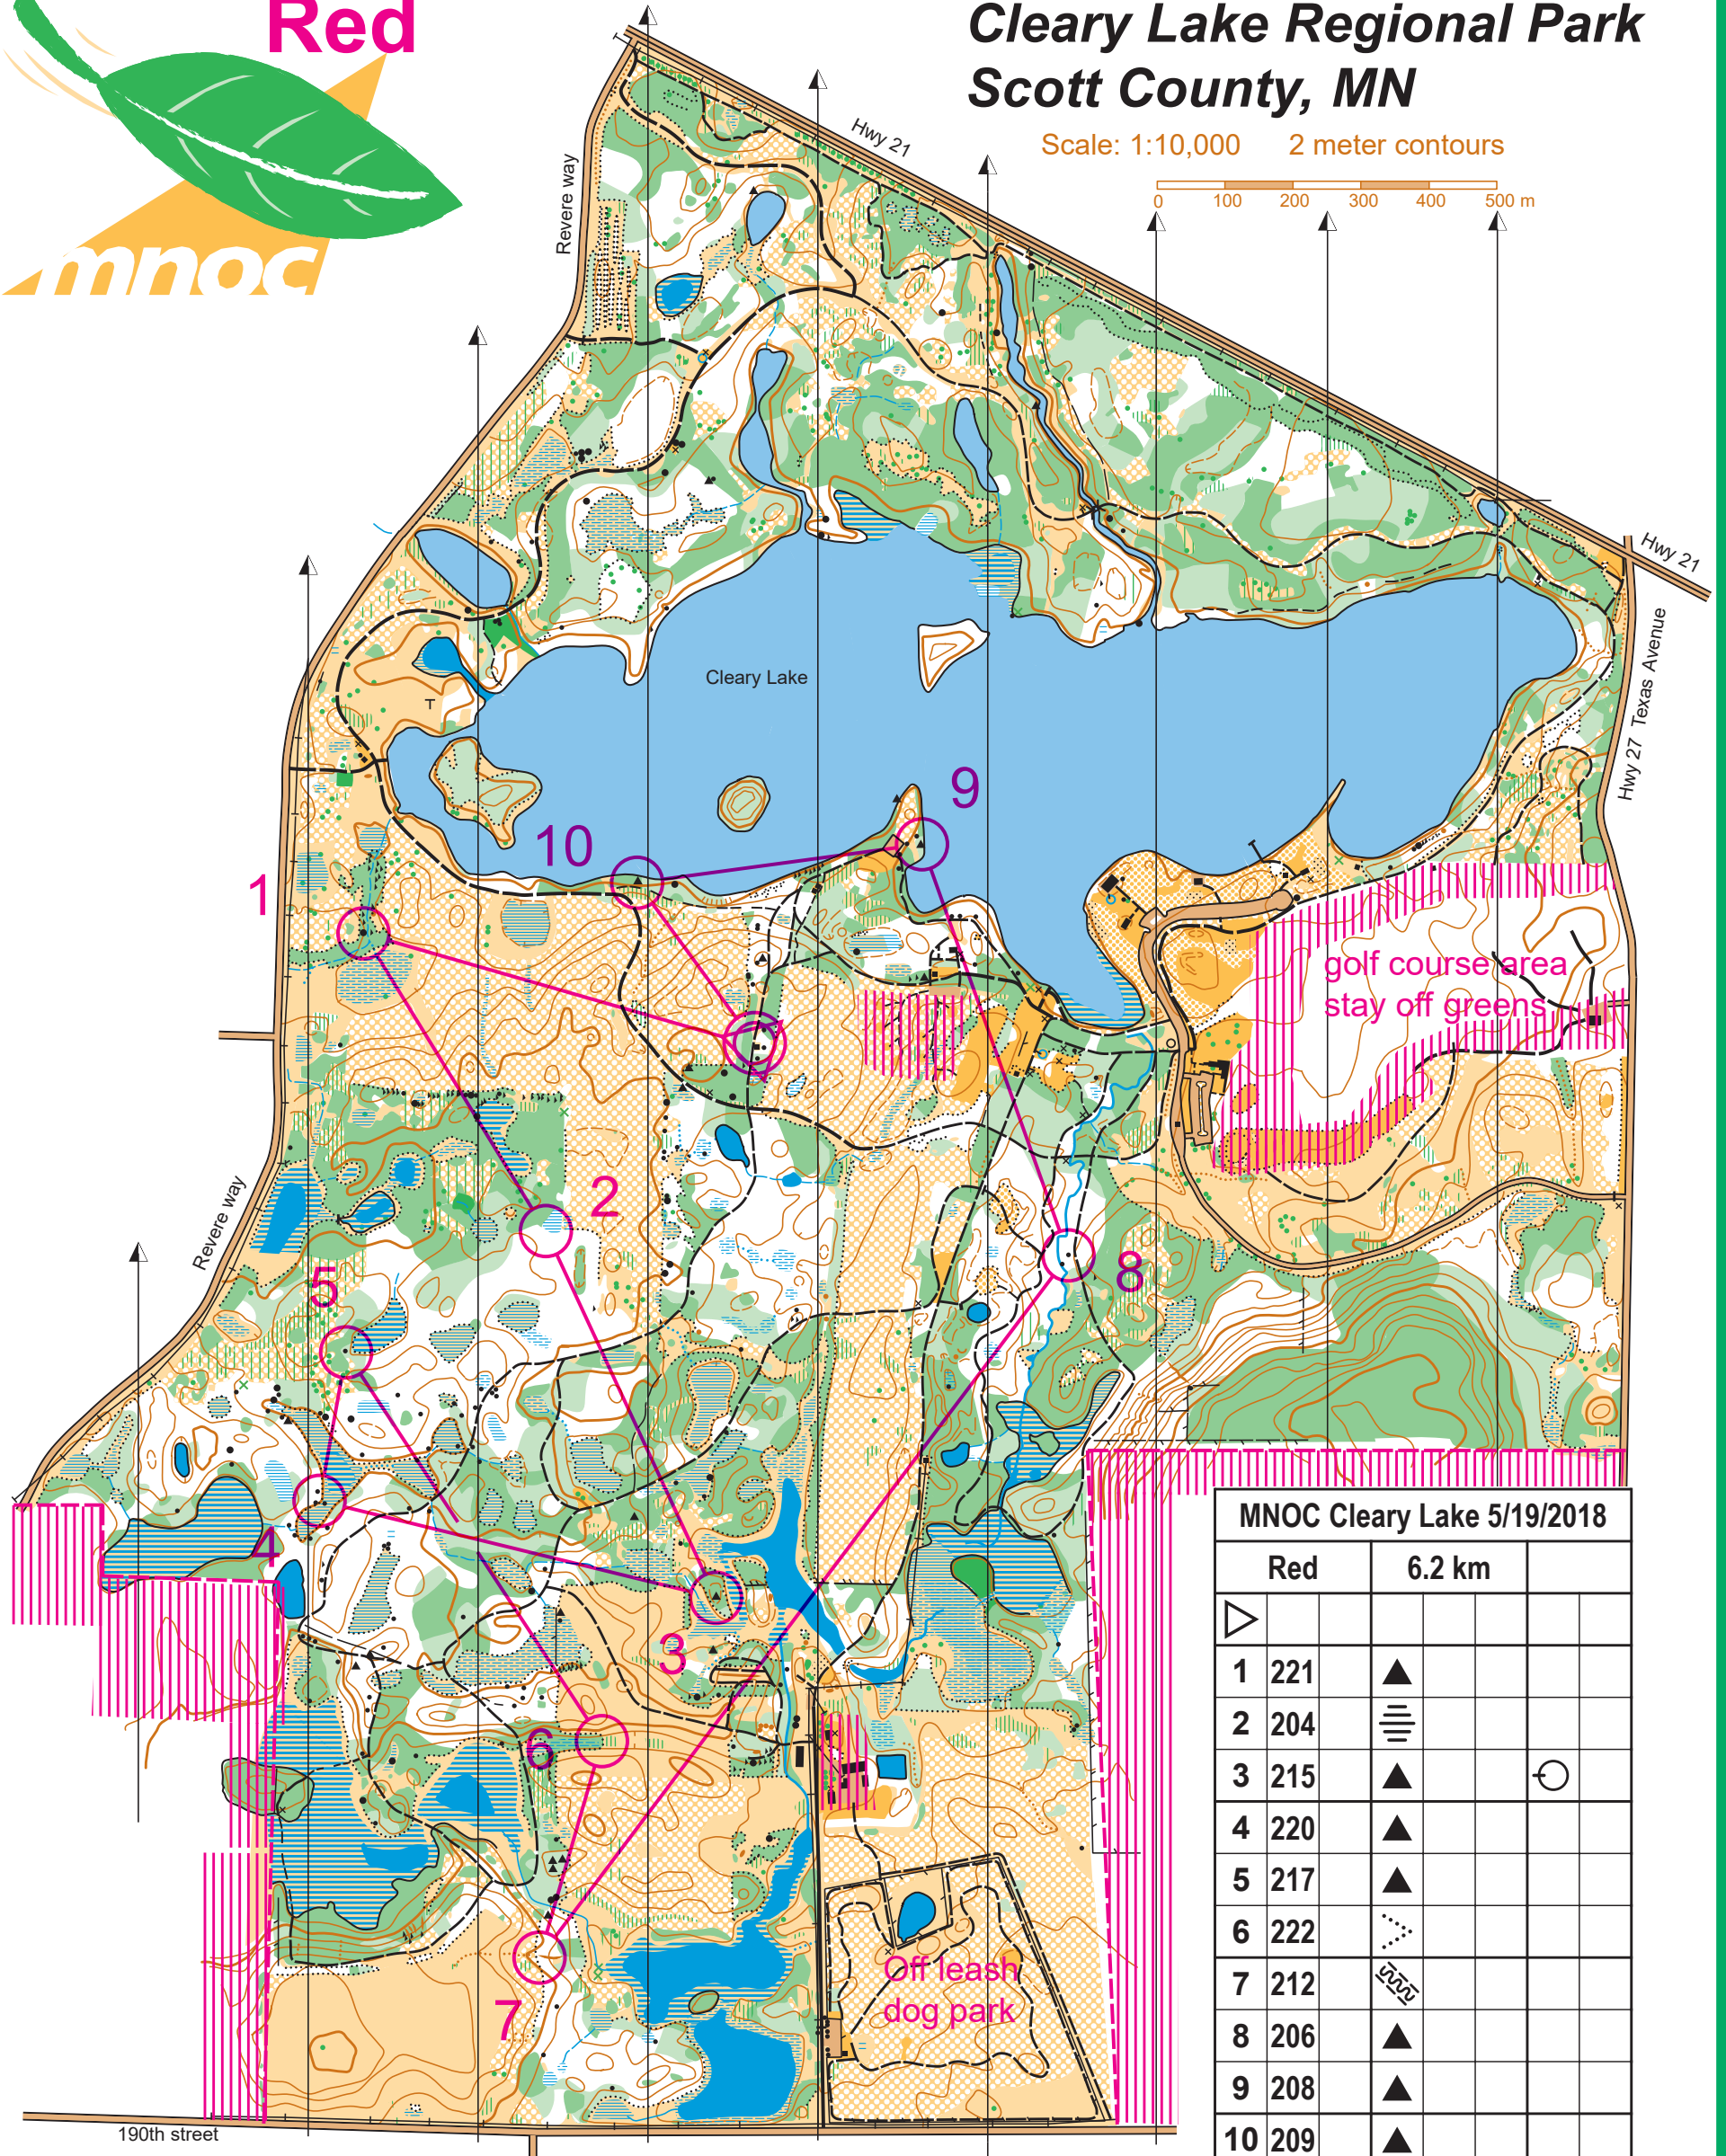 Red
mnoc
Cleary Lake Regional Park
Scott County, MN
Scale: 1:10,000 2 meter contours
0 100 200 300 400 500 m
Hwy 21
Revere way
Hwy 21
Hwy 27 Texas Avenue
Cleary Lake
9
10
1
golf course area
stay off greens
Revere way
2
8
5
4
3
6
7
Off leash
dog park
190th street
MNOC Cleary Lake 5/19/2018
Red 6.2 km
1 221
2 204
3 215
4 220
5 217
6 222
7 212
8 206
9 208
10 209